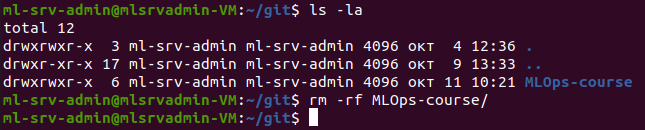 ml-srv-admin@mlsrvadmin-VM:~/git$ ls -la
total 12
drwxrwxr-x  3 ml-srv-admin ml-srv-admin 4096 окт  4 12:36 .
drwxr-xr-x 17 ml-srv-admin ml-srv-admin 4096 окт  9 13:33 ..
drwxrwxr-x  6 ml-srv-admin ml-srv-admin 4096 окт 11 10:21 MLOps-course
ml-srv-admin@mlsrvadmin-VM:~/git$ rm -rf MLOps-course/
ml-srv-admin@mlsrvadmin-VM:~/git$